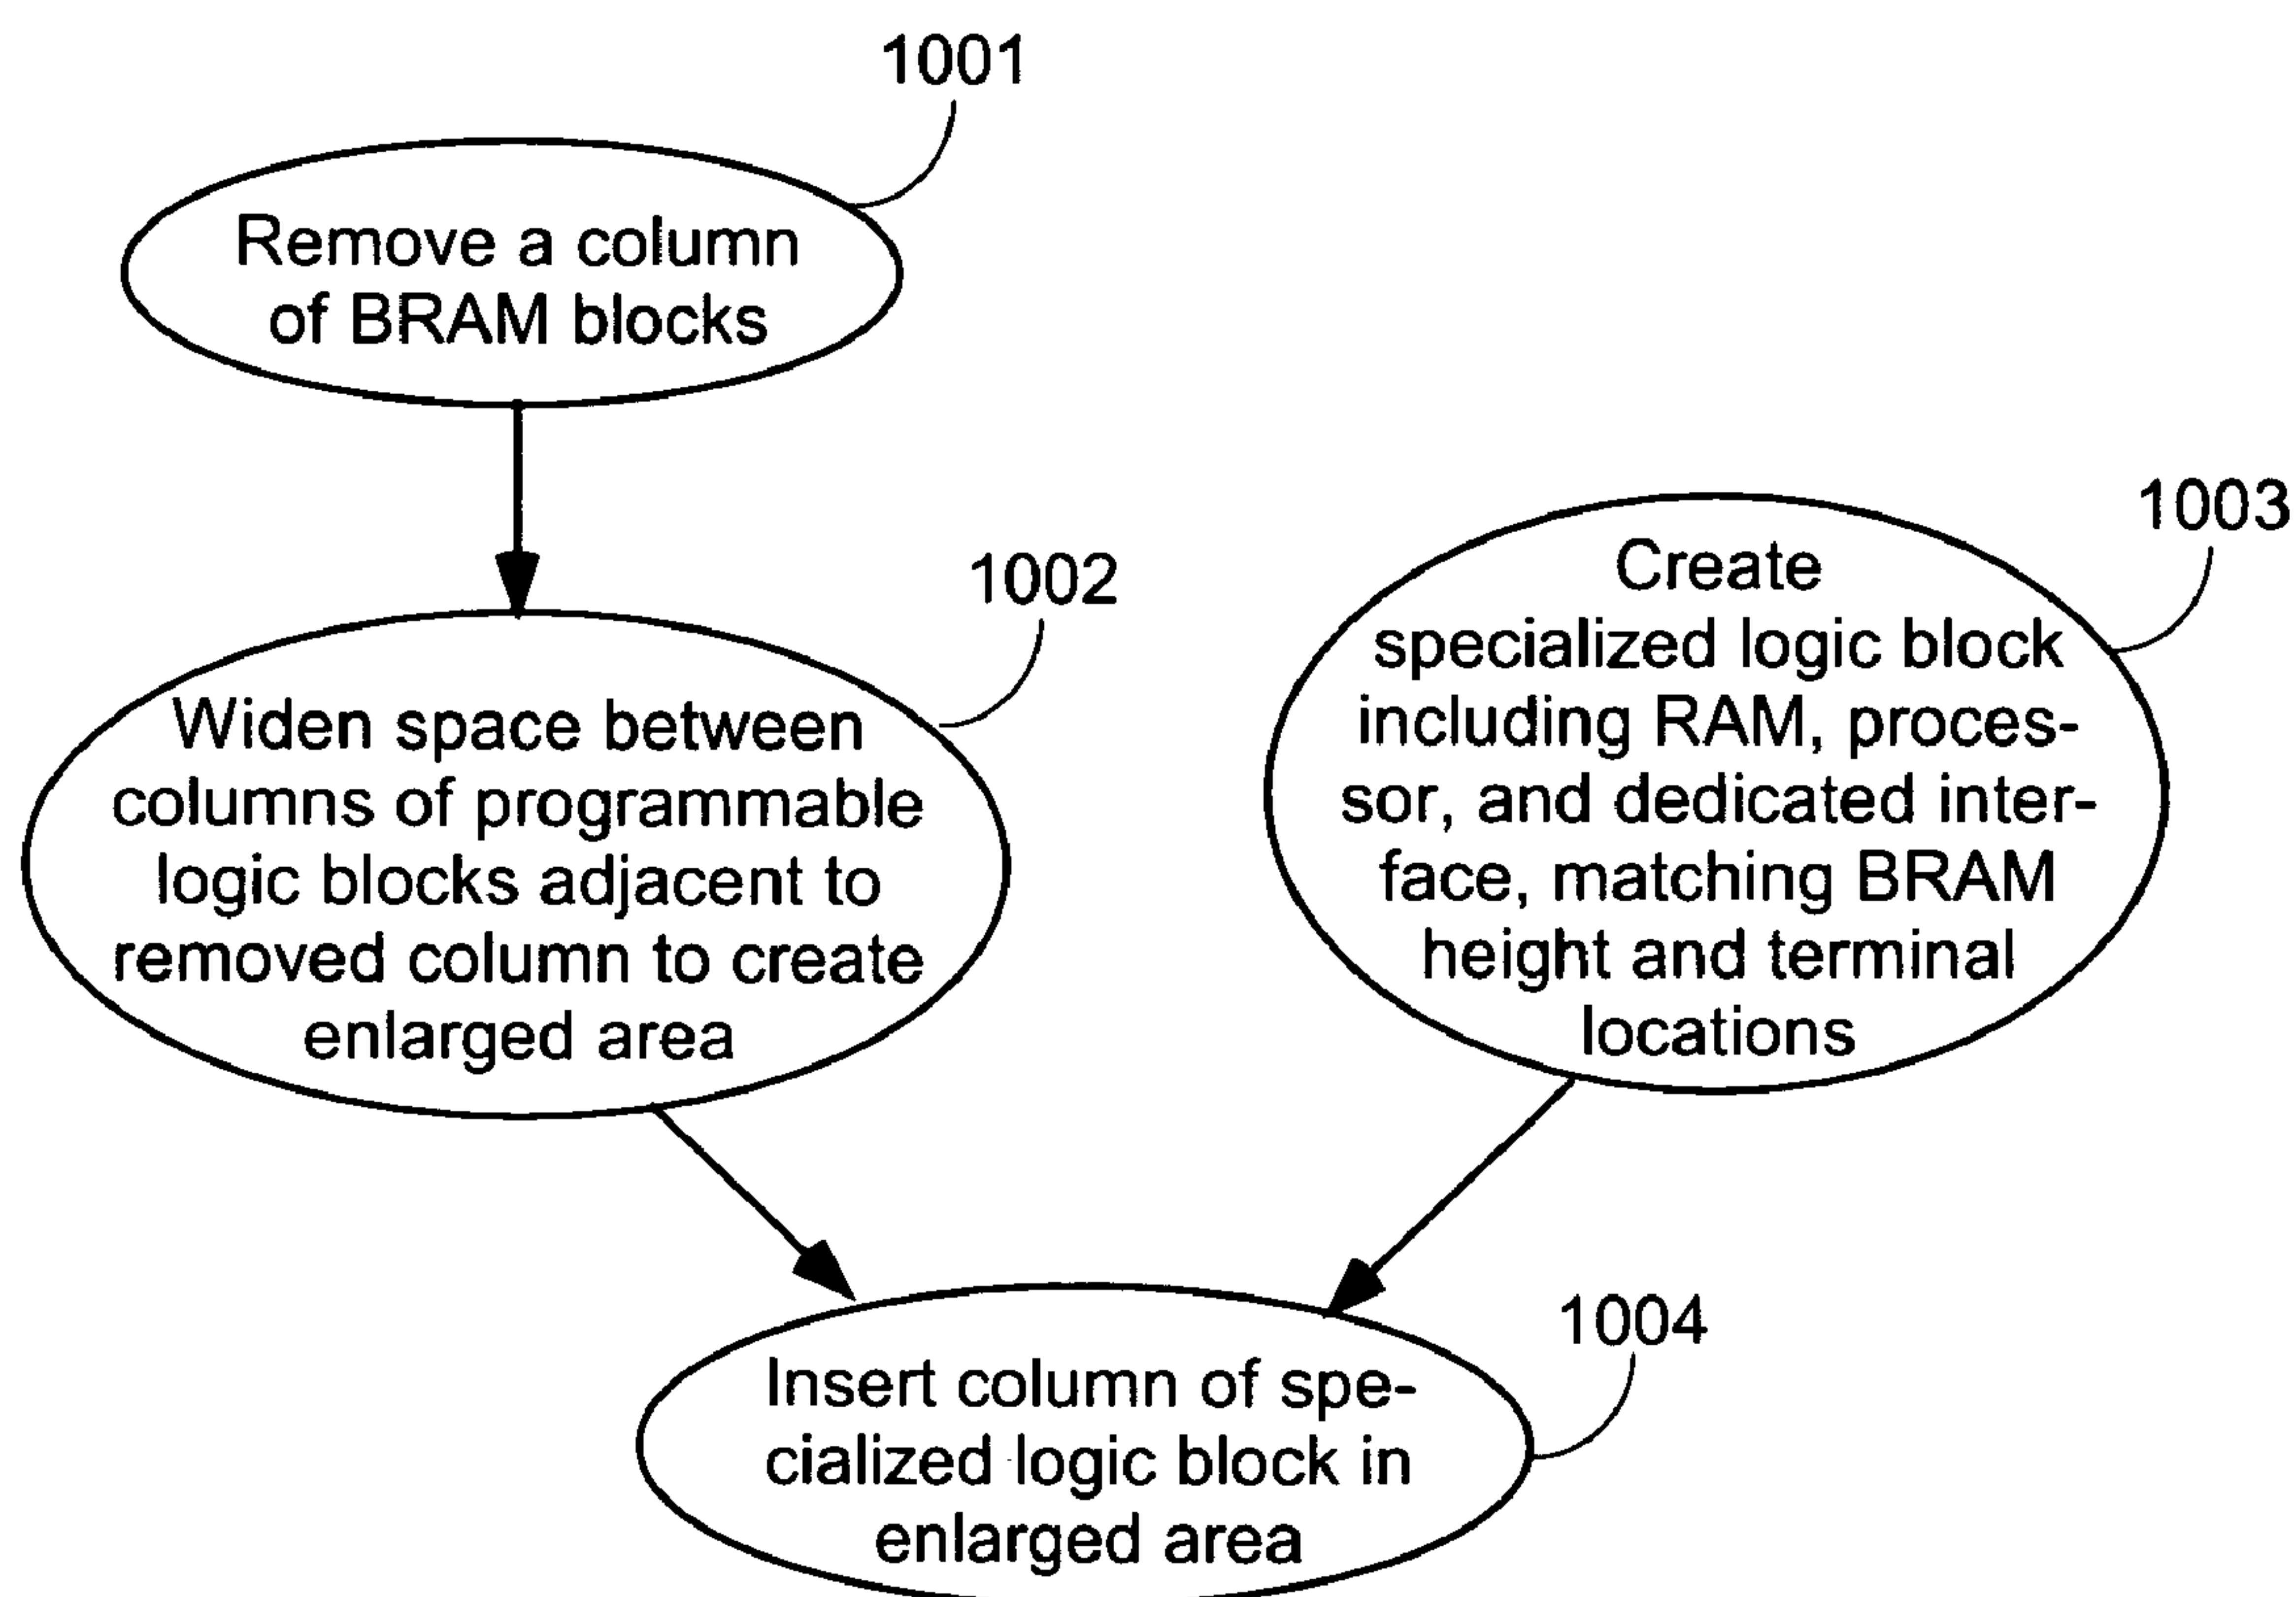 1001
Remove a column
of BRAM blocks
1002
Widen space between
columns of programmable
logic blocks adjacent to
removed column to create
enlarged area
1003
Create
specialized logic block
including RAM, proces-
sor, and dedicated inter-
face, matching BRAM
height and terminal
locations
1004
Insert column of spe-
cialized logic block in
enlarged area